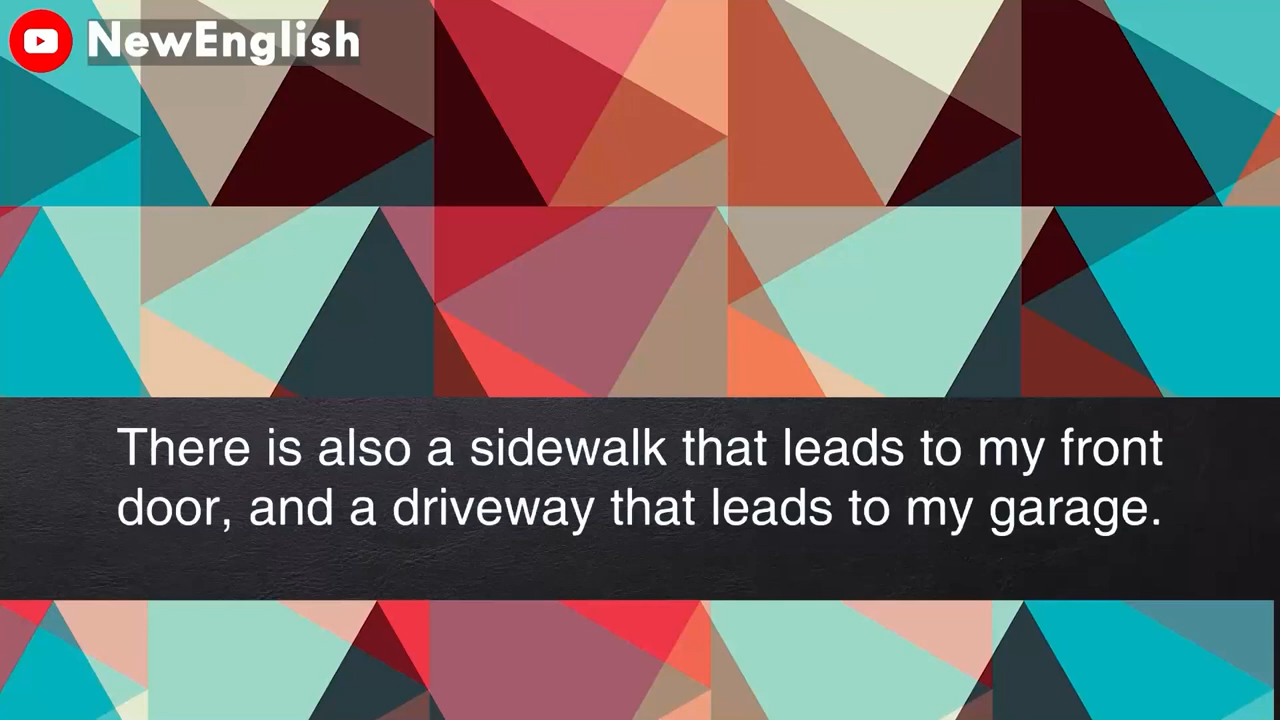 NewEnglish
There is also a sidewalk that leads to my front
door, and a driveway that leads to my garage.